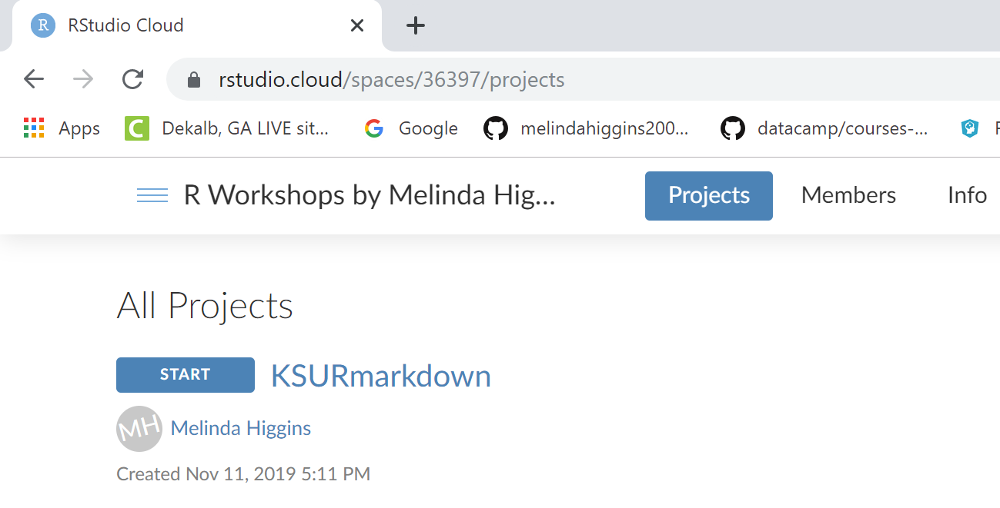 R RStudio Cloud
rstudio.cloud/spaces/36397/projects
Apps C Dekalb, GA LIVE sit... G Google melindahiggins200... datacamp/courses-...
R Workshops by Melinda Hig... Projects Members Info
All Projects
START KSURmarkdown
MH Melinda Higgins
Created Nov 11, 2019 5:11 PM